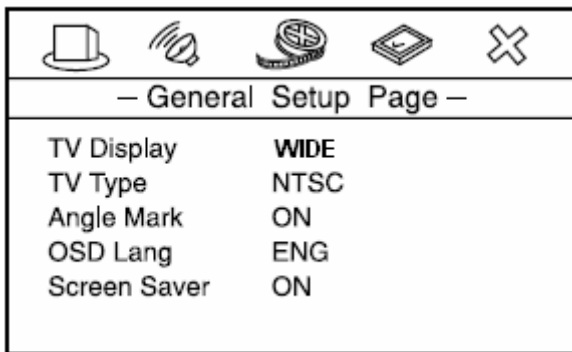 – General Setup Page –
TV Display WIDE
TV Type NTSC
Angle Mark ON
OSD Lang ENG
Screen Saver ON